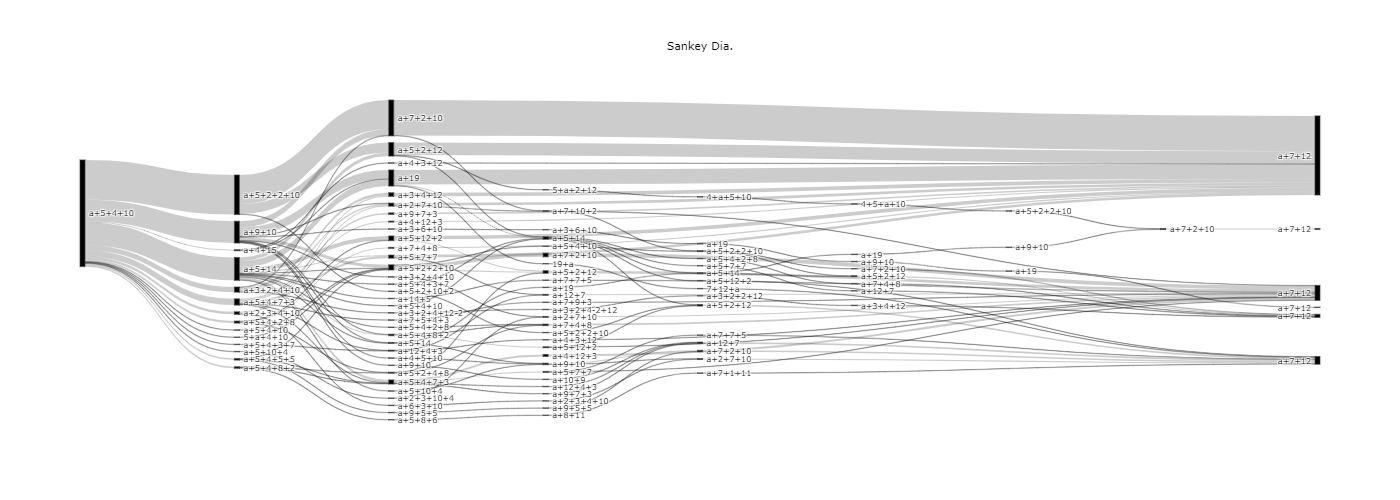 Sankey Dia.
a+5+4+10
a+5+2+2+10
a+9+10
a+4+15
a+5+14
a+3+2+4+10
a+5+4+7+3
a+2+3+4+10
a+5+4+2+8
a+5+4+10
5+a+4+10
a+5+4+3+7
a+5+10+4
a+5+4+5+5
a+5+4+8+2
a+7+2+10
a+5+2+12
a+4+3+12
a+19
a+3+4+12
a+2+7+10
a+9+7+3
a+4+12+3
a+3+6+10
a+5+12+2
a+7+4+8
a+5+7+7
a+5+2+2+10
a+3+2+4+10
a+5+4+3+7
a+5+2+10+2
a+14+5
a+5+4+10
a+3+2+4+12-2
a+7+5+4+3
a+5+4+2+8
a+5+4+8+2
a+5+14
a+12+4+3
a+4+5+10
a+9+10
a+5+2+4+8
a+5+4+7+3
a+5+10+4
a+2+3+10+4
a+6+3+10
a+9+5+5
a+5+8+6
5+a+2+12
a+7+10+2
a+3+6+10
a+5+14
a+5+4+10
a+7+2+10
19+a
a+5+2+12
a+7+7+5
a+19
a+12+7
a+7+9+3
a+3+2+4-2+12
a+2+7+10
a+7+4+8
a+5+2+2+10
a+4+3+12
a+5+12+2
a+4+12+3
a+9+10
a+5+7+7
a+10+9
a+12+4+3
a+9+7+3
a+2+3+4+10
a+9+5+5
a+8+11
4+a+5+10
a+19
a+5+2+2+10
a+5+4+2+8
a+5+7+7
a+5+14
a+5+12+2
7+12+a
a+3+2+2+12
a+5+2+12
a+7+7+5
a+12+7
a+7+2+10
a+2+7+10
a+7+1+11
4+5+a+10
a+19
a+9+10
a+7+2+10
a+5+2+12
a+7+4+8
a+12+7
a+3+4+12
a+5+2+2+10
a+9+10
a+19
a+7+2+10
a+7+12
a+7+12
a+7+12
a+7+12
a+7+12
a+7+12